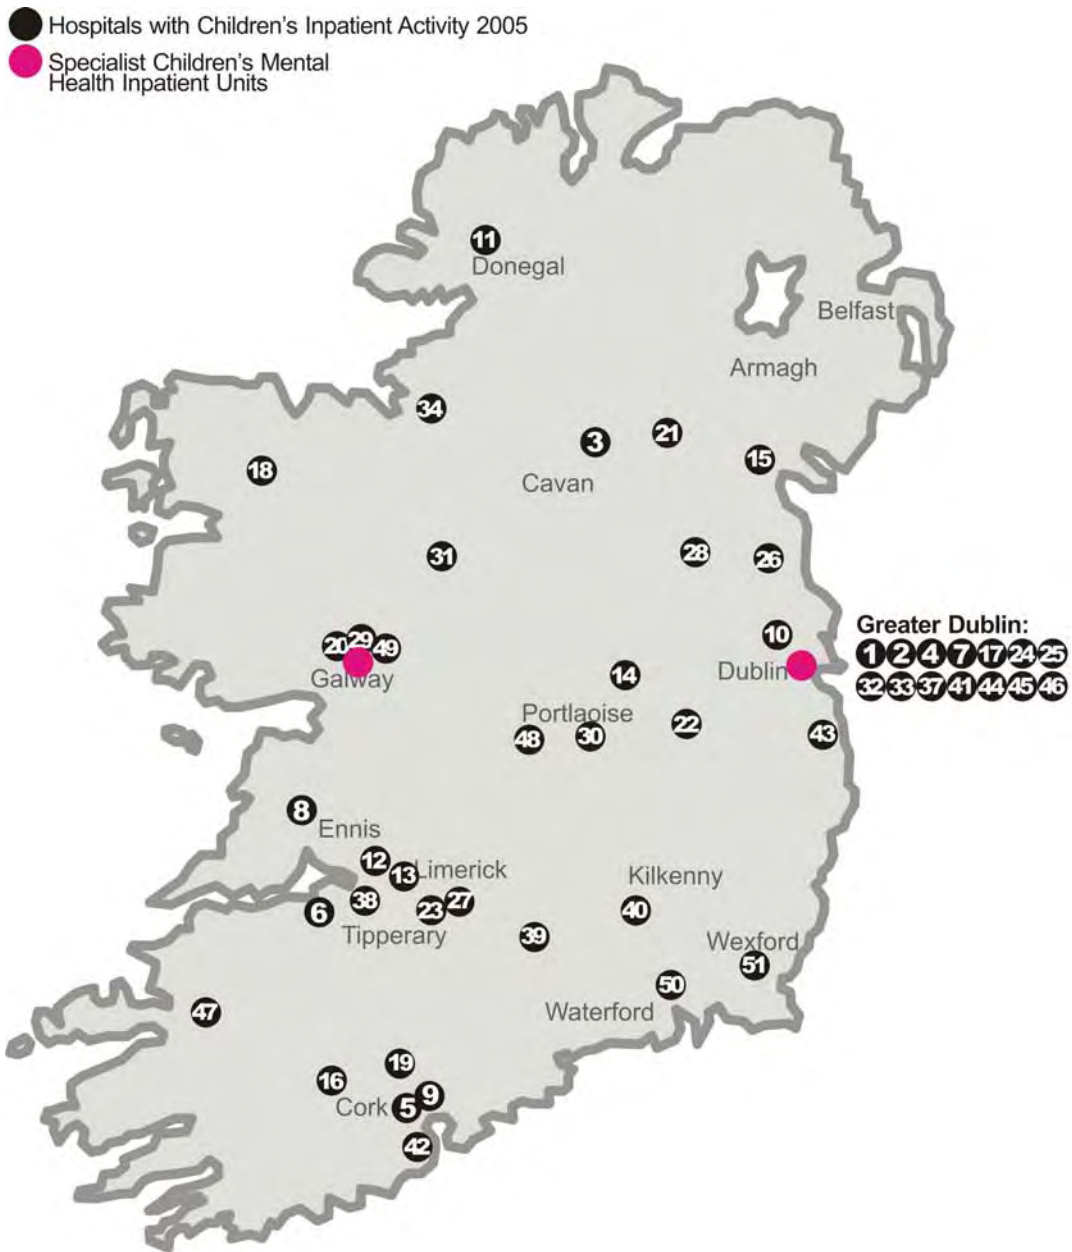 Hospitals with Children's Inpatient Activity 2005
Specialist Children's Mental
Health Inpatient Units
11
Donegal
Belfast
Armagh
34
3
21
15
18
Cavan
31
28
26
20
29
49
Galway
10
Dublin
Greater Dublin:
1 2 4 7 17 24 25
32 33 37 41 44 45 46
14
Portlaoise
48
30
22
43
8
Ennis
12
13
Limerick
38
6
23
27
Tipperary
Kilkenny
40
39
Wexford
51
50
Waterford
47
19
16
Cork
5
9
42